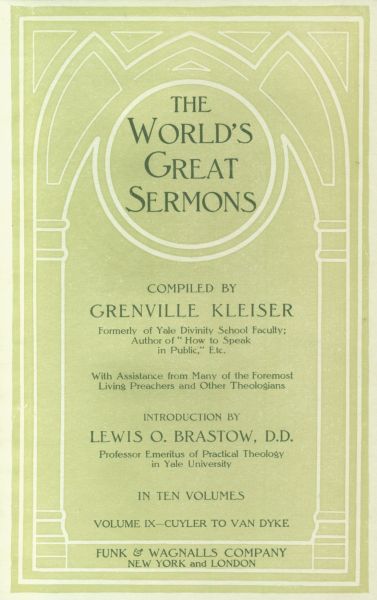 THE
WORLD'S
GREAT
SERMONS
COMPILED BY
GRENVILLE KLEISER
Formerly of Yale Divinity School Faculty;
Author of "How to Speak
in Public," Etc.
With Assistance from Many of the Foremost
Living Preachers and Other Theologians
INTRODUCTION BY
LEWIS O. BRASTOW, D.D.
Professor Emeritus of Practical Theology
in Yale University
IN TEN VOLUMES
VOLUME IX—CUYLER TO VAN DYKE
FUNK & WAGNALLS COMPANY
NEW YORK and LONDON